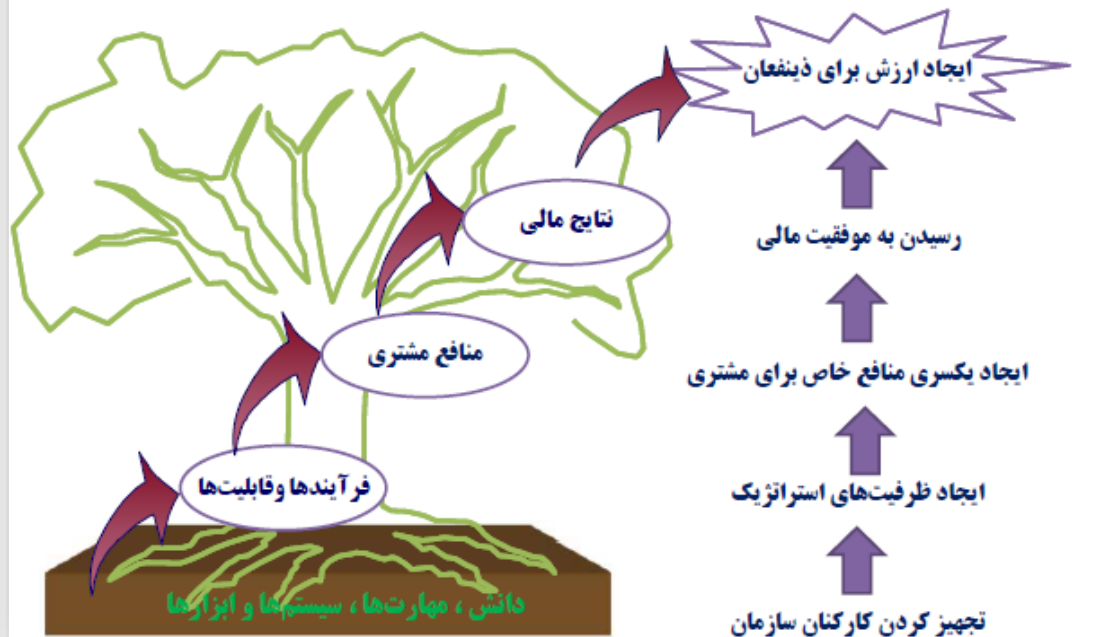 ایجاد ارزش برای ذینفعان
رسیدن به موفقیت مالی
نتایج مالی
منافع مشتری
ایجاد یکسری منافع خاص برای مشتری
فرآیندها وقابلیت‌ها
ایجاد ظرفیت‌های استراتژیک
دانش ، مهارت‌ها ، سیستم‌ها و ابزارها
تجهیز کردن کارکنان سازمان